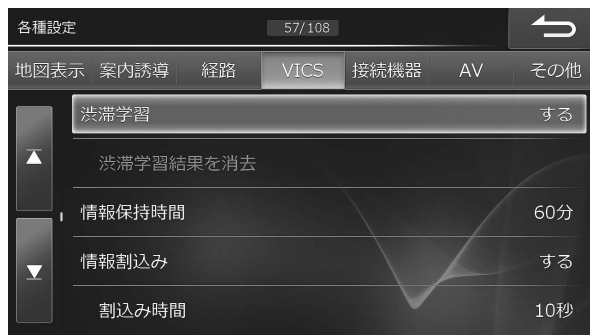 各種設定 57/108
地図表示 案内誘導 経路 VICS 接続機器 AV その他
渋滞学習 する
渋滞学習結果を消去
情報保持時間 60分
情報割込み する
割込み時間 10秒